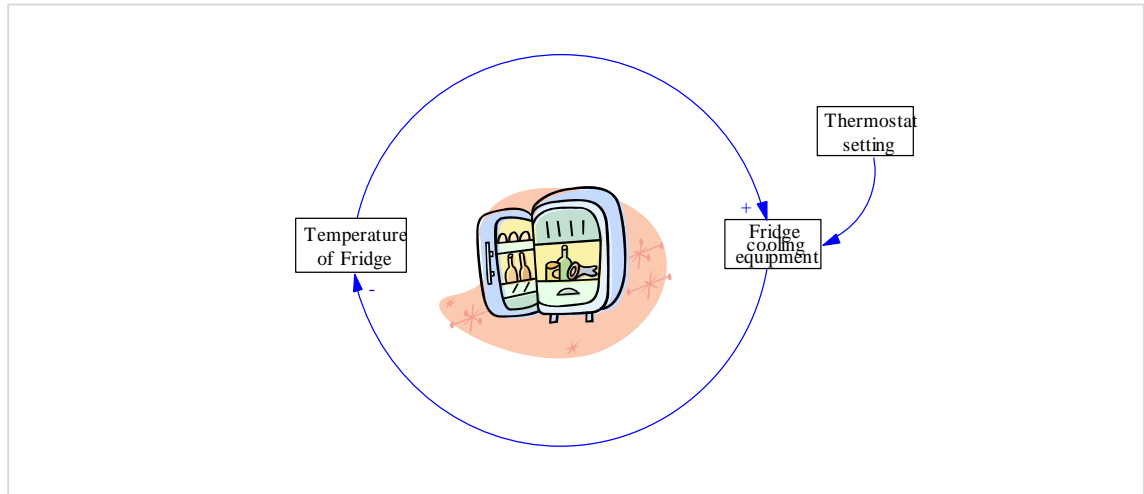 Thermostat
setting
+
Temperature
of Fridge
-
Fridge
cooling
equipment